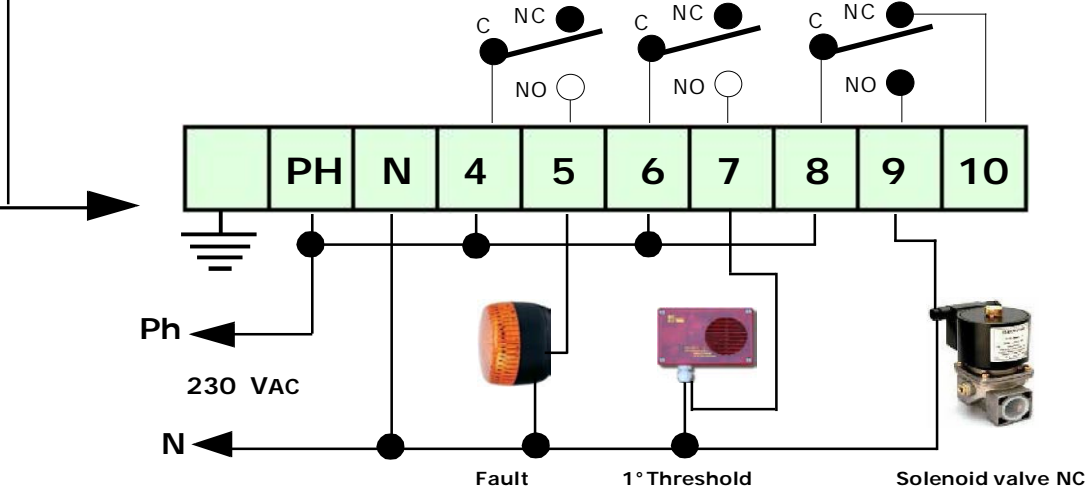 C NC C NC C NC
NO NO NO
PH N 4 5 6 7 8 9 10
Ph
230 VAC
N
Fault 1°Threshold Solenoid valve NC